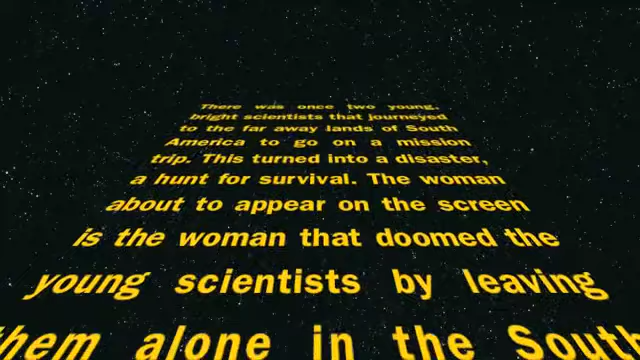 There was once two young,
bright scientists that journeyed
to the far away lands of South
America to go on a mission
trip. This turned into a disaster,
a hunt for survival. The woman
about to appear on the screen
is the woman that doomed the
young scientists by leaving
them alone in the South